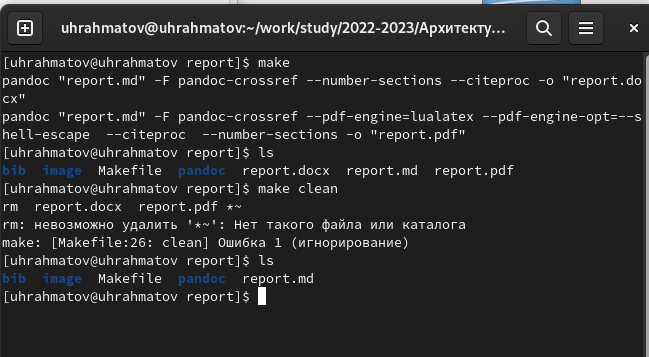 uhrahmatov@uhrahmatov:~/work/study/2022-2023/Архитекту...
[uhrahmatov@uhrahmatov report]$ make
pandoc "report.md" -F pandoc-crossref --number-sections --citeproc -o "report.do
cx"
pandoc "report.md" -F pandoc-crossref --pdf-engine=lualatex --pdf-engine-opt=--s
hell-escape  --citeproc  --number-sections -o "report.pdf"
[uhrahmatov@uhrahmatov report]$ ls
bib  image  Makefile  pandoc  report.docx  report.md  report.pdf
[uhrahmatov@uhrahmatov report]$ make clean
rm  report.docx  report.pdf *~
rm: невозможно удалить '*~': Нет такого файла или каталога
make: [Makefile:26: clean] Ошибка 1 (игнорирование)
[uhrahmatov@uhrahmatov report]$ ls
bib  image  Makefile  pandoc  report.md
[uhrahmatov@uhrahmatov report]$